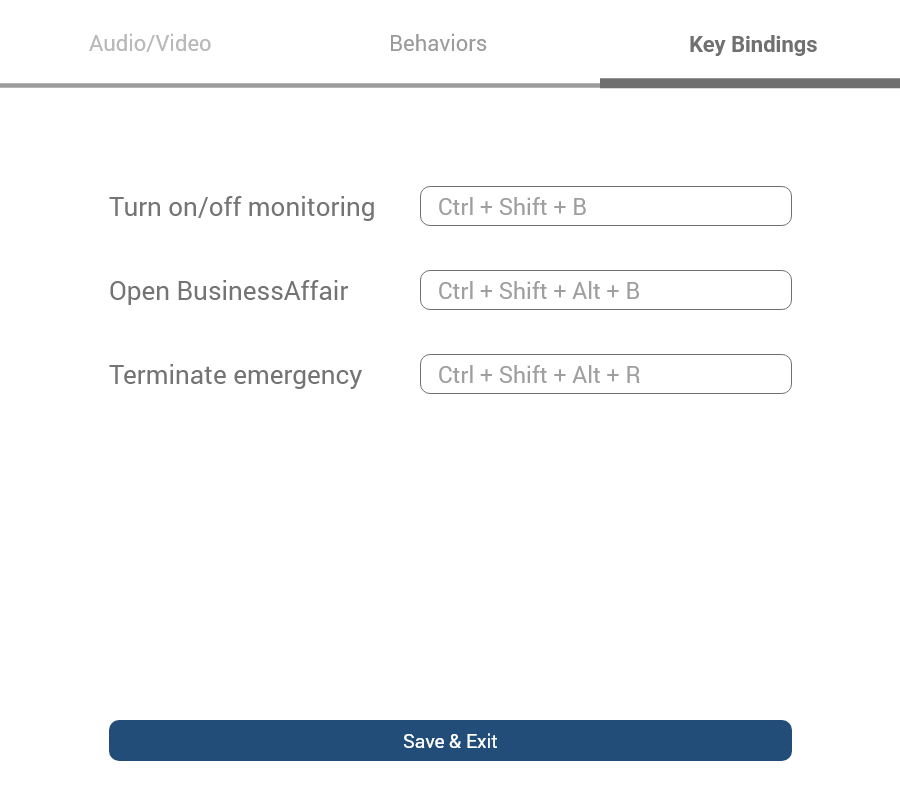 Audio/Video
Behaviors
Key Bindings
Turn on/off monitoring
Ctrl + Shift + B
Open BusinessAffair
Ctrl + Shift + Alt + B
Terminate emergency
Ctrl + Shift + Alt + R
Save & Exit